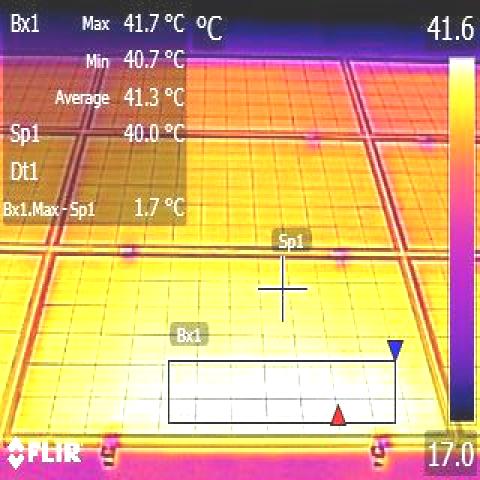 Bx1 Max 41.7 °C °C 41.6
Min 40.7 °C
Average 41.3 °C
Sp1 40.0 °C
Dt1
Bx1.Max - Sp1 1.7 °C
Sp1
Bx1
FLIR 17.0